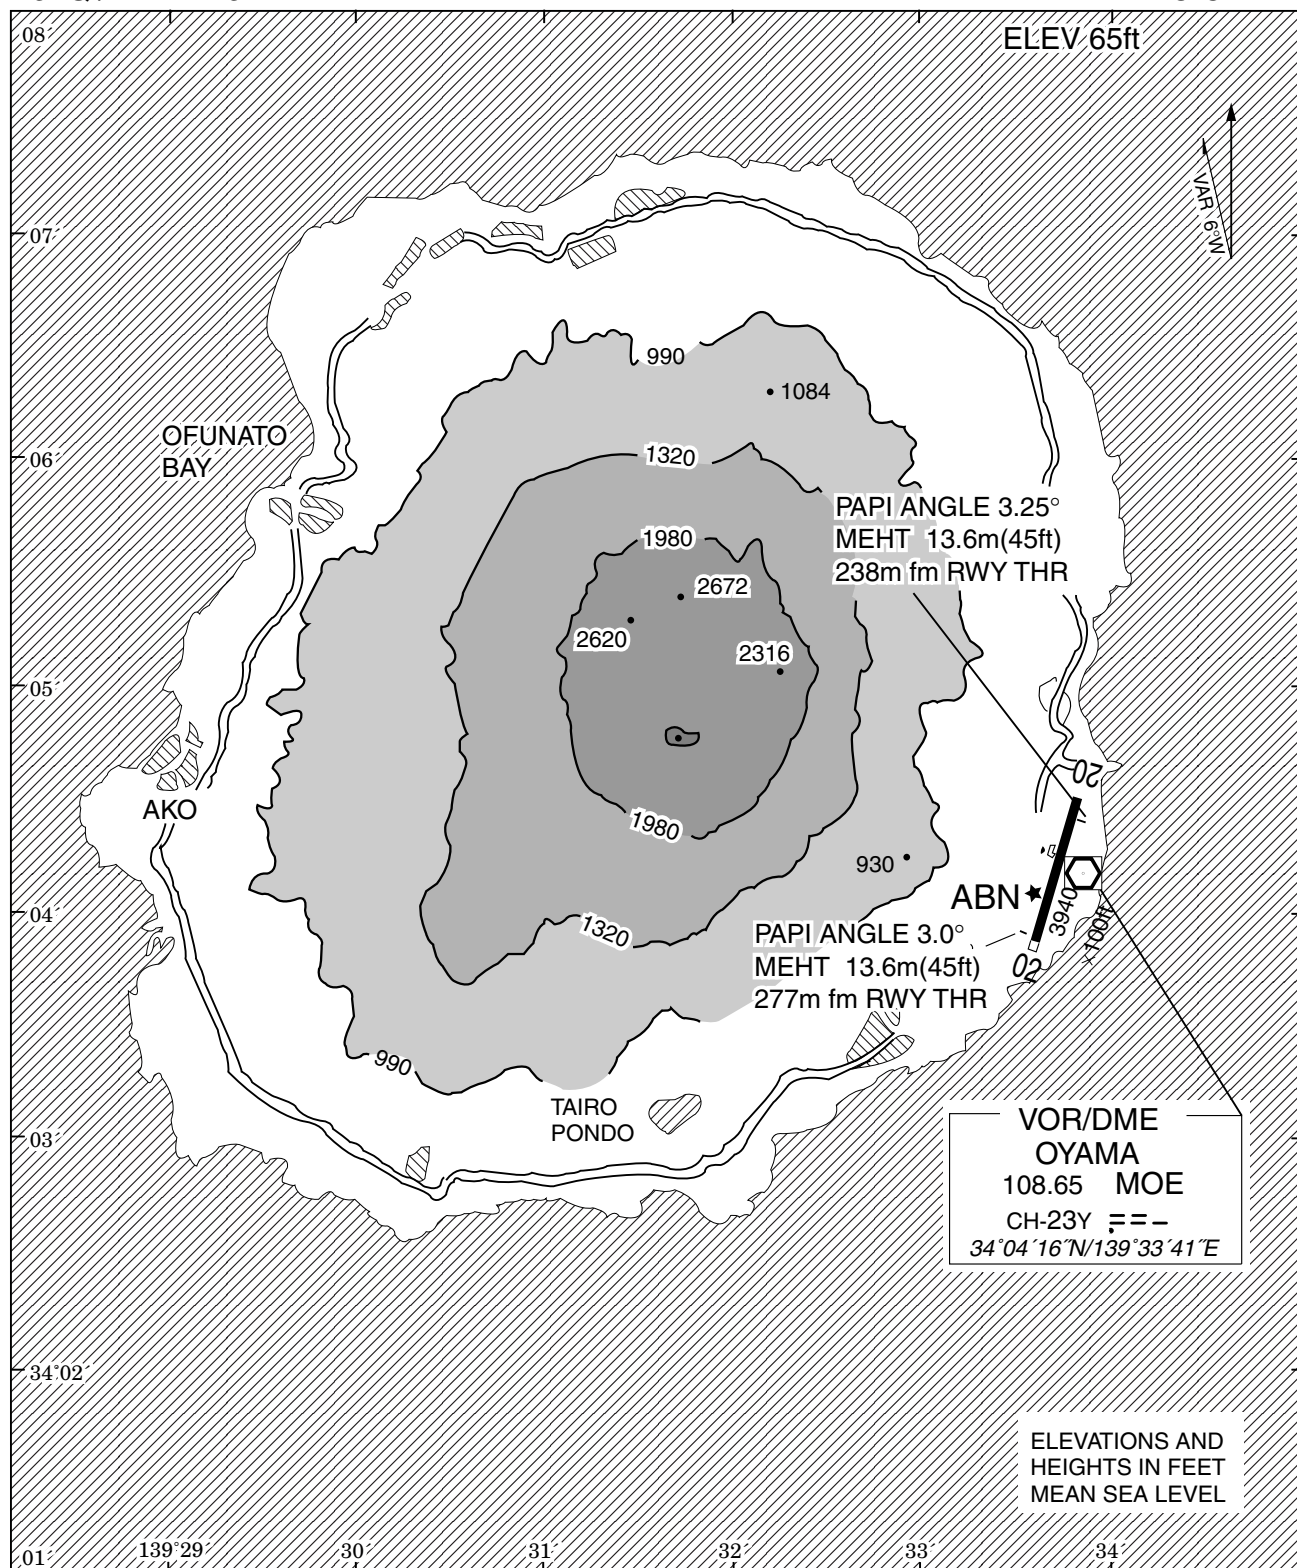 08
ELEV 65ft
VAR 6°W
07´
990
1084
OFUNATO
BAY
06´
1320
PAPI ANGLE 3.25°
MEHT 13.6m(45ft)
238m fm RWY THR
1980
2672
2620
2316
05´
20
AKO
1980
930
ABN
3940
×100ft
04´
1320
PAPI ANGLE 3.0°
MEHT 13.6m(45ft)
277m fm RWY THR
02
990
TAIRO
PONDO
03´
VOR/DME
OYAMA
108.65 MOE
CH-23Y
34°04´16˝N/139°33´41˝E
34°02´
ELEVATIONS AND
HEIGHTS IN FEET
MEAN SEA LEVEL
01´
139°29´
30´
31´
32´
33´
34´